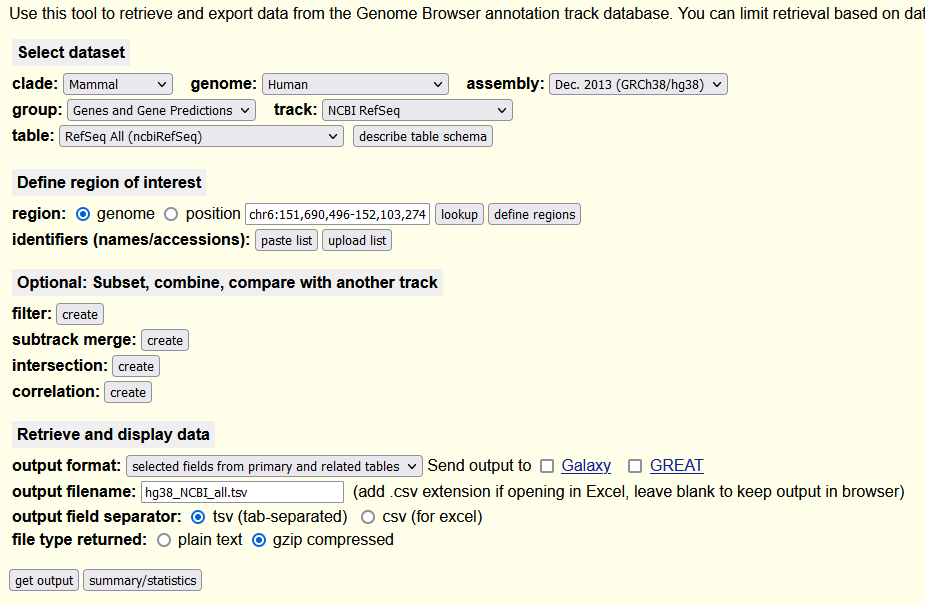 Use this tool to retrieve and export data from the Genome Browser annotation track database. You can limit retrieval based on dat
Select dataset
clade: Mammal genome: Human assembly: Dec. 2013 (GRCh38/hg38)
group: Genes and Gene Predictions track: NCBI RefSeq
table: RefSeq All (ncbiRefSeq) describe table schema
Define region of interest
region: genome position chr6:151,690,496-152,103,274 lookup define regions
identifiers (names/accessions): paste list upload list
Optional: Subset, combine, compare with another track
filter: create
subtrack merge: create
intersection: create
correlation: create
Retrieve and display data
output format: selected fields from primary and related tables Send output to Galaxy GREAT
output filename: hg38_NCBI_all.tsv (add .csv extension if opening in Excel, leave blank to keep output in browser)
output field separator: tsv (tab-separated) csv (for excel)
file type returned: plain text gzip compressed
get output summary/statistics